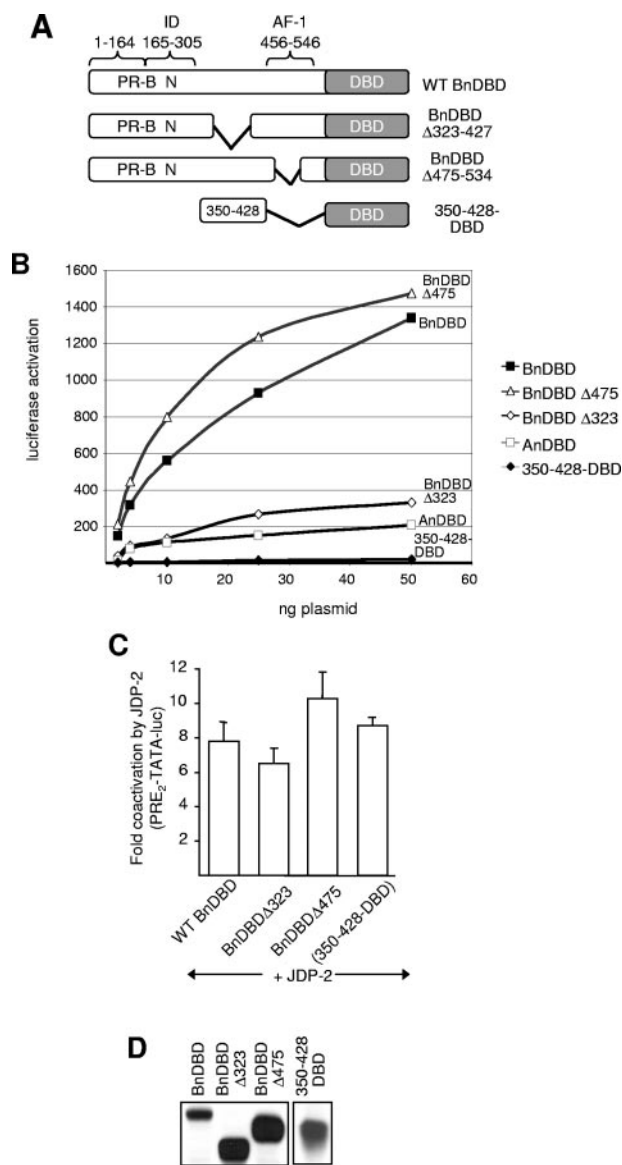 A
ID
AF-1
1-164
165-305
456-546
PR-B N
DBD
WT BnDBD
PR-B N
DBD
BnDBD
Δ323-427
PR-B N
DBD
BnDBD
Δ475-534
350-428
DBD
350-428-
DBD
B
luciferase activation
1600
1400
1200
1000
800
600
400
200
10
20
30
40
50
60
ng plasmid
BnDBD
Δ475
BnDBD
BnDBD
Δ323
AnDBD
350-428-
DBD
BnDBD
BnDBD Δ475
BnDBD Δ323
AnDBD
350-428-DBD
C
Fold coactivation by JDP-2
(PRE2-TATA-luc)
12
10
8
6
4
2
WT BnDBD
BnDBDΔ323
BnDBDΔ475
(350-428-DBD)
+ JDP-2
D
BnDBD
BnDBD
Δ323
BnDBD
Δ475
350-428
DBD